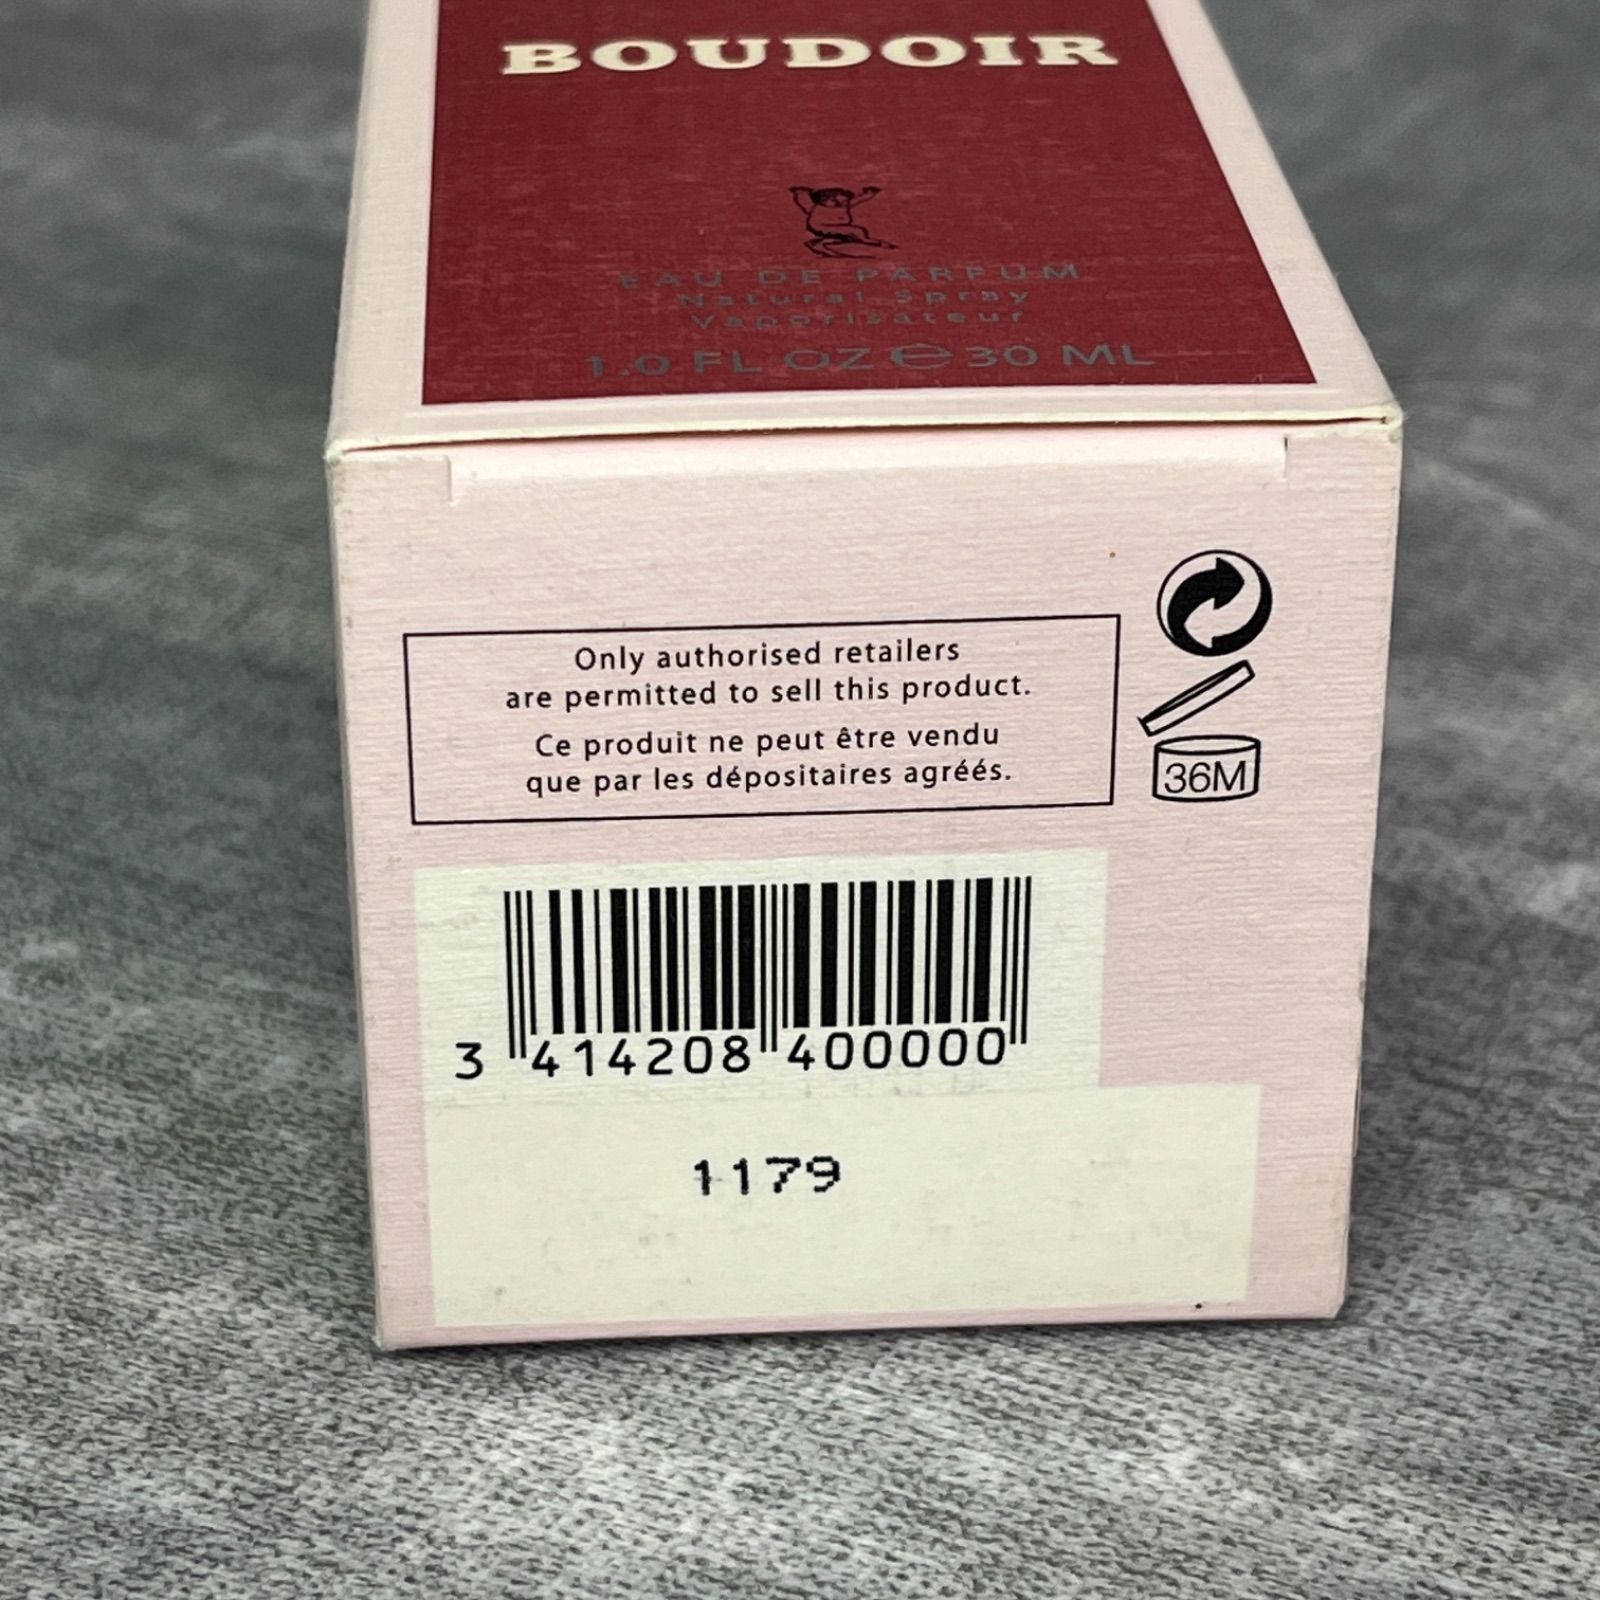 BOUDOIR
EAU DE PARFUM
Natural Spray
Vaporisateur
1.0 FL OZ ℮ 30 ML
Only authorised retailers
are permitted to sell this product.
Ce produit ne peut être vendu
que par les dépositaires agréés.
36M
3 414208 400000
1179